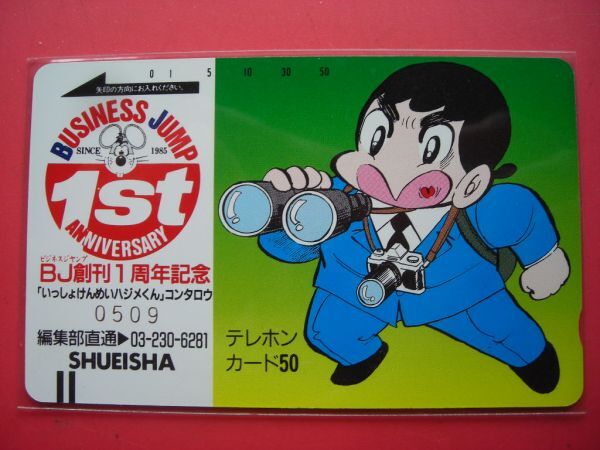 0 1 5 10 30 50
矢印の方向にお入れください。
BUSINESS JUMP
SINCE 1985
1st
ANNIVERSARY
ビジネスジャンプ
BJ創刊1周年記念
「いっしょけんめいハジメくん」コンタロウ
0509
編集部直通▶03-230-6281
SHUEISHA
テレホン
カード50